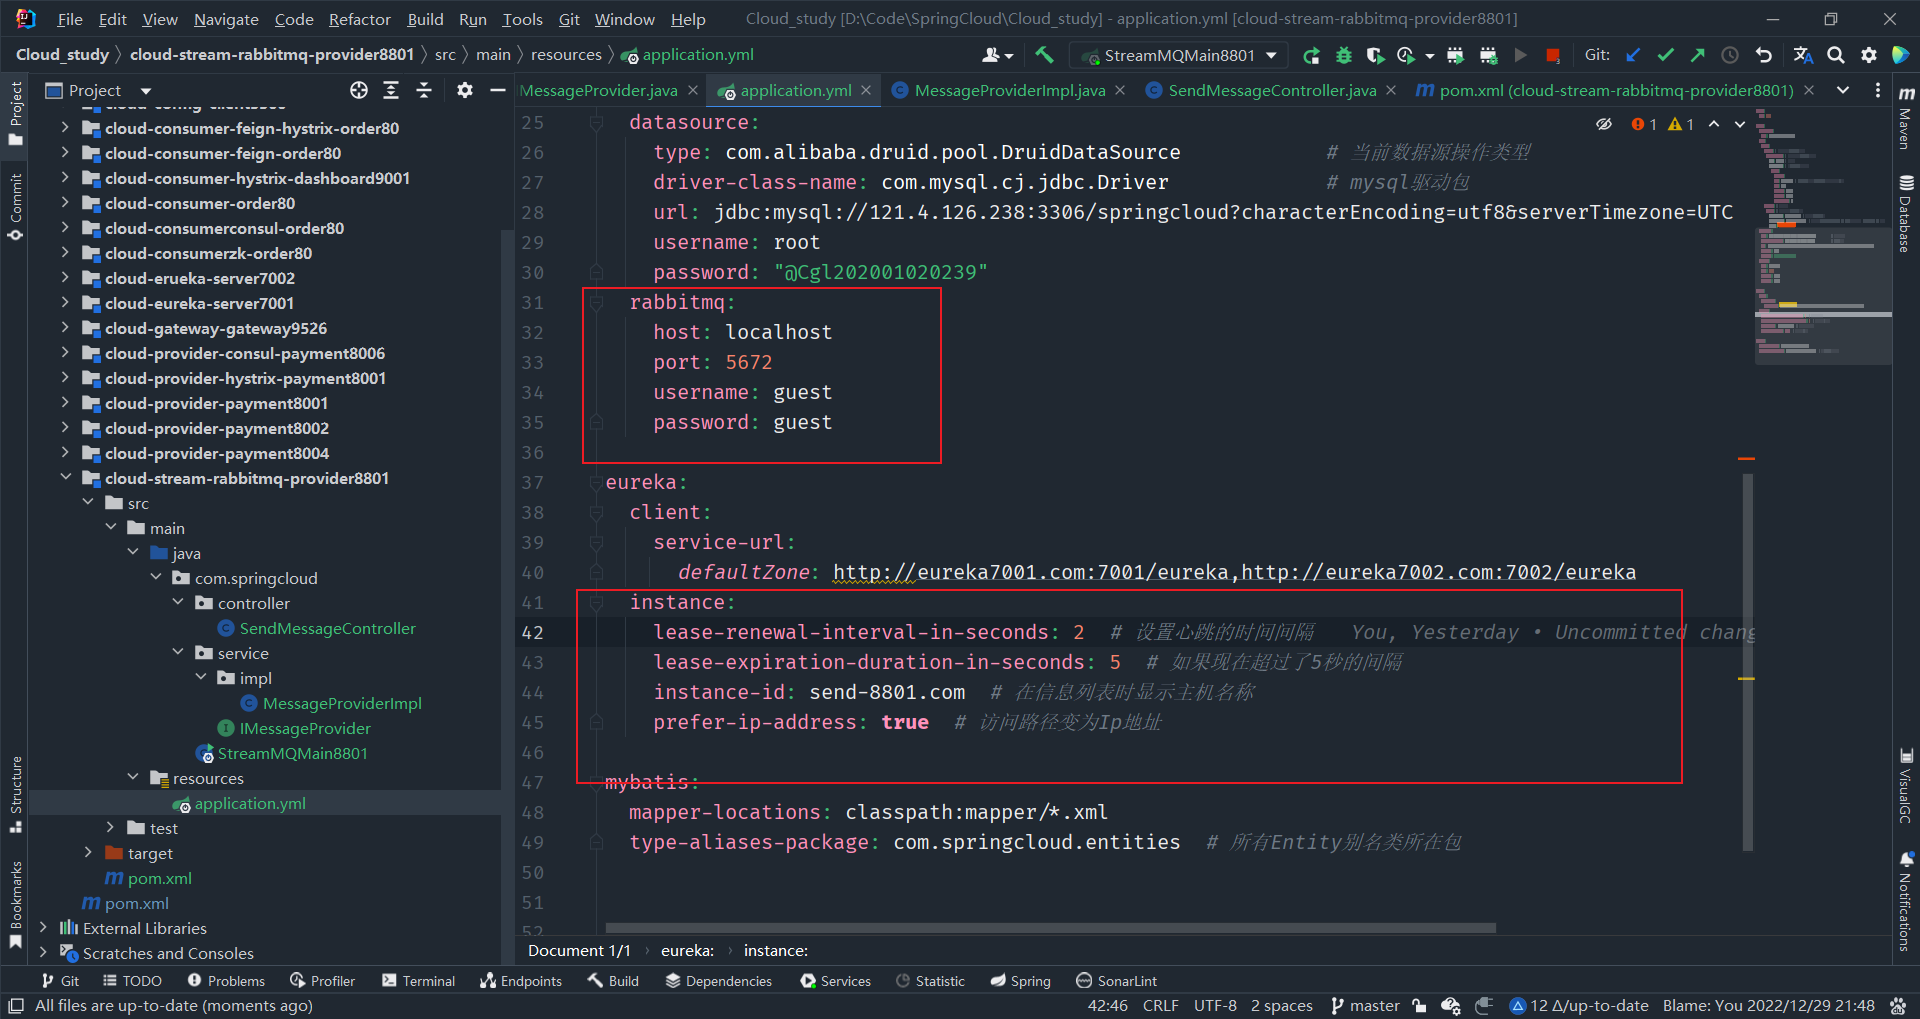 File Edit View Navigate Code Refactor Build Run Tools Git Window Help Cloud_study [D:\Code\SpringCloud\Cloud_study] - application.yml [cloud-stream-rabbitmq-provider8801]
Cloud_study cloud-stream-rabbitmq-provider8801 src main resources application.yml StreamMQMain8801 Git:
Project
MessageProvider.java application.yml MessageProviderImpl.java SendMessageController.java pom.xml (cloud-stream-rabbitmq-provider8801)
Project
Commit
Structure
Bookmarks
cloud-consumer-feign-hystrix-order80
cloud-consumer-feign-order80
cloud-consumer-hystrix-dashboard9001
cloud-consumer-order80
cloud-consumerconsul-order80
cloud-consumerzk-order80
cloud-erueka-server7002
cloud-eureka-server7001
cloud-gateway-gateway9526
cloud-provider-consul-payment8006
cloud-provider-hystrix-payment8001
cloud-provider-payment8001
cloud-provider-payment8002
cloud-provider-payment8004
cloud-stream-rabbitmq-provider8801
src
main
java
com.springcloud
controller
SendMessageController
service
impl
MessageProviderImpl
IMessageProvider
StreamMQMain8801
resources
application.yml
test
target
pom.xml
pom.xml
External Libraries
Scratches and Consoles
1 1
25 datasource:
26 type: com.alibaba.druid.pool.DruidDataSource # 当前数据源操作类型
27 driver-class-name: com.mysql.cj.jdbc.Driver # mysql驱动包
28 url: jdbc:mysql://121.4.126.238:3306/springcloud?characterEncoding=utf8&serverTimezone=UTC
29 username: root
30 password: "@Cgl202001020239"
31 rabbitmq:
32 host: localhost
33 port: 5672
34 username: guest
35 password: guest
36
37 eureka:
38 client:
39 service-url:
40 defaultZone: http://eureka7001.com:7001/eureka,http://eureka7002.com:7002/eureka
41 instance:
42 lease-renewal-interval-in-seconds: 2 # 设置心跳的时间间隔 You, Yesterday • Uncommitted chang
43 lease-expiration-duration-in-seconds: 5 # 如果现在超过了5秒的间隔
44 instance-id: send-8801.com # 在信息列表时显示主机名称
45 prefer-ip-address: true # 访问路径变为Ip地址
46
47 mybatis:
48 mapper-locations: classpath:mapper/*.xml
49 type-aliases-package: com.springcloud.entities # 所有Entity别名类所在包
50
51
52
Document 1/1 eureka: instance:
Maven
Database
VisualGC
Notifications
Git TODO Problems Profiler Terminal Endpoints Build Dependencies Services Statistic Spring SonarLint
All files are up-to-date (moments ago) 42:46 CRLF UTF-8 2 spaces master 12 Δ/up-to-date Blame: You 2022/12/29 21:48